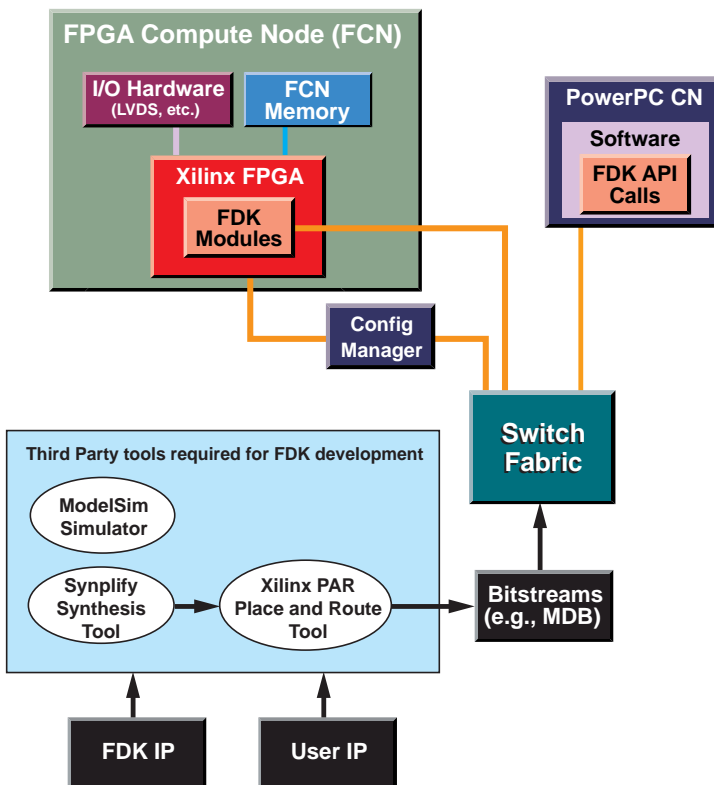 FPGA Compute Node (FCN)
I/O Hardware
(LVDS, etc.)
FCN
Memory
Xilinx FPGA
FDK
Modules
PowerPC CN
Software
FDK API
Calls
Config
Manager
Switch
Fabric
Third Party tools required for FDK development
ModelSim
Simulator
Synplify
Synthesis
Tool
Xilinx PAR
Place and Route
Tool
Bitstreams
(e.g., MDB)
FDK IP
User IP